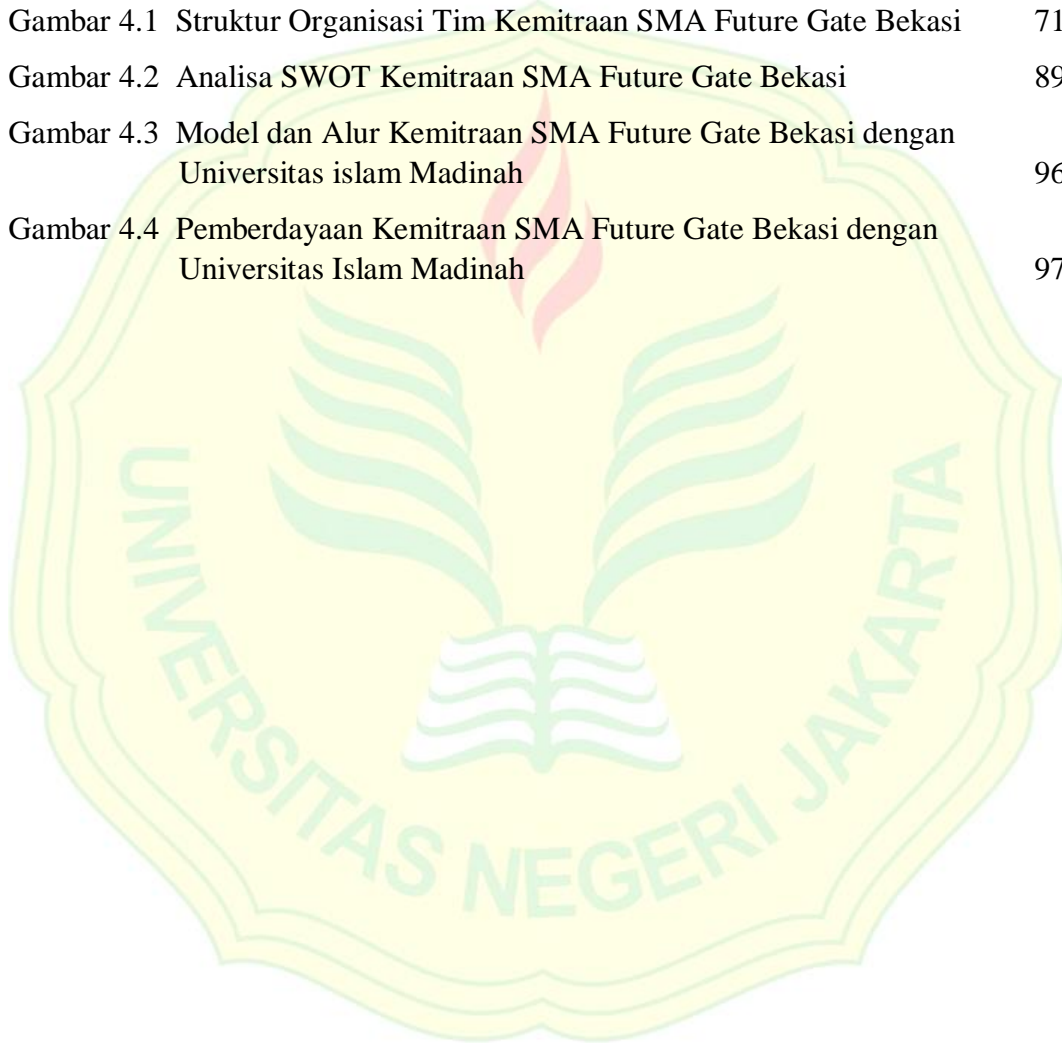 Gambar 4.1 Struktur Organisasi Tim Kemitraan SMA Future Gate Bekasi 71
Gambar 4.2 Analisa SWOT Kemitraan SMA Future Gate Bekasi 89
Gambar 4.3 Model dan Alur Kemitraan SMA Future Gate Bekasi dengan
Universitas islam Madinah 96
Gambar 4.4 Pemberdayaan Kemitraan SMA Future Gate Bekasi dengan
Universitas Islam Madinah 97
UNIVERSITAS NEGERI JAKARTA